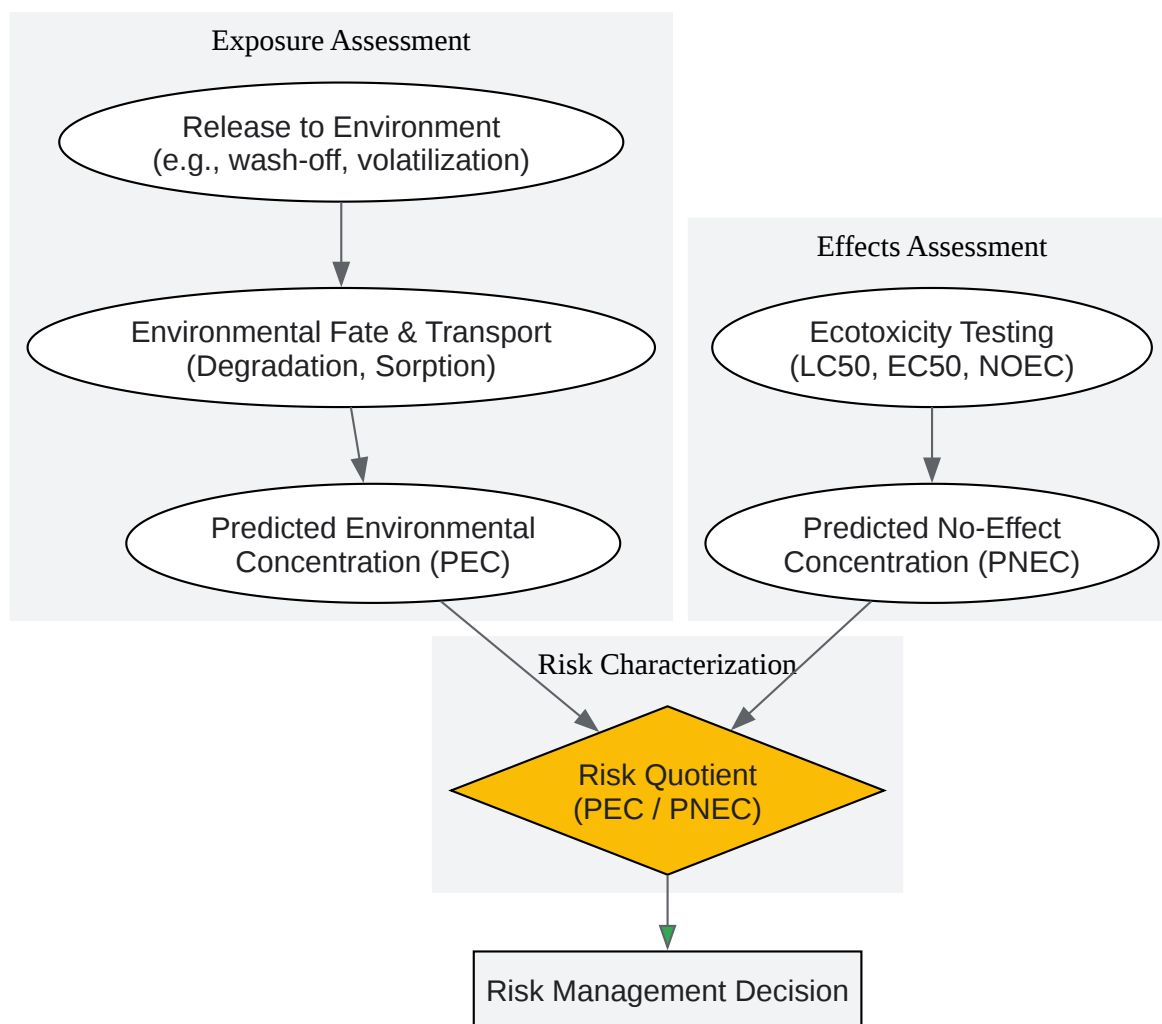 Exposure Assessment
Release to Environment
(e.g., wash-off, volatilization)
Environmental Fate & Transport
(Degradation, Sorption)
Predicted Environmental
Concentration (PEC)
Effects Assessment
Ecotoxicity Testing
(LC50, EC50, NOEC)
Predicted No-Effect
Concentration (PNEC)
Risk Characterization
Risk Quotient
(PEC / PNEC)
Risk Management Decision